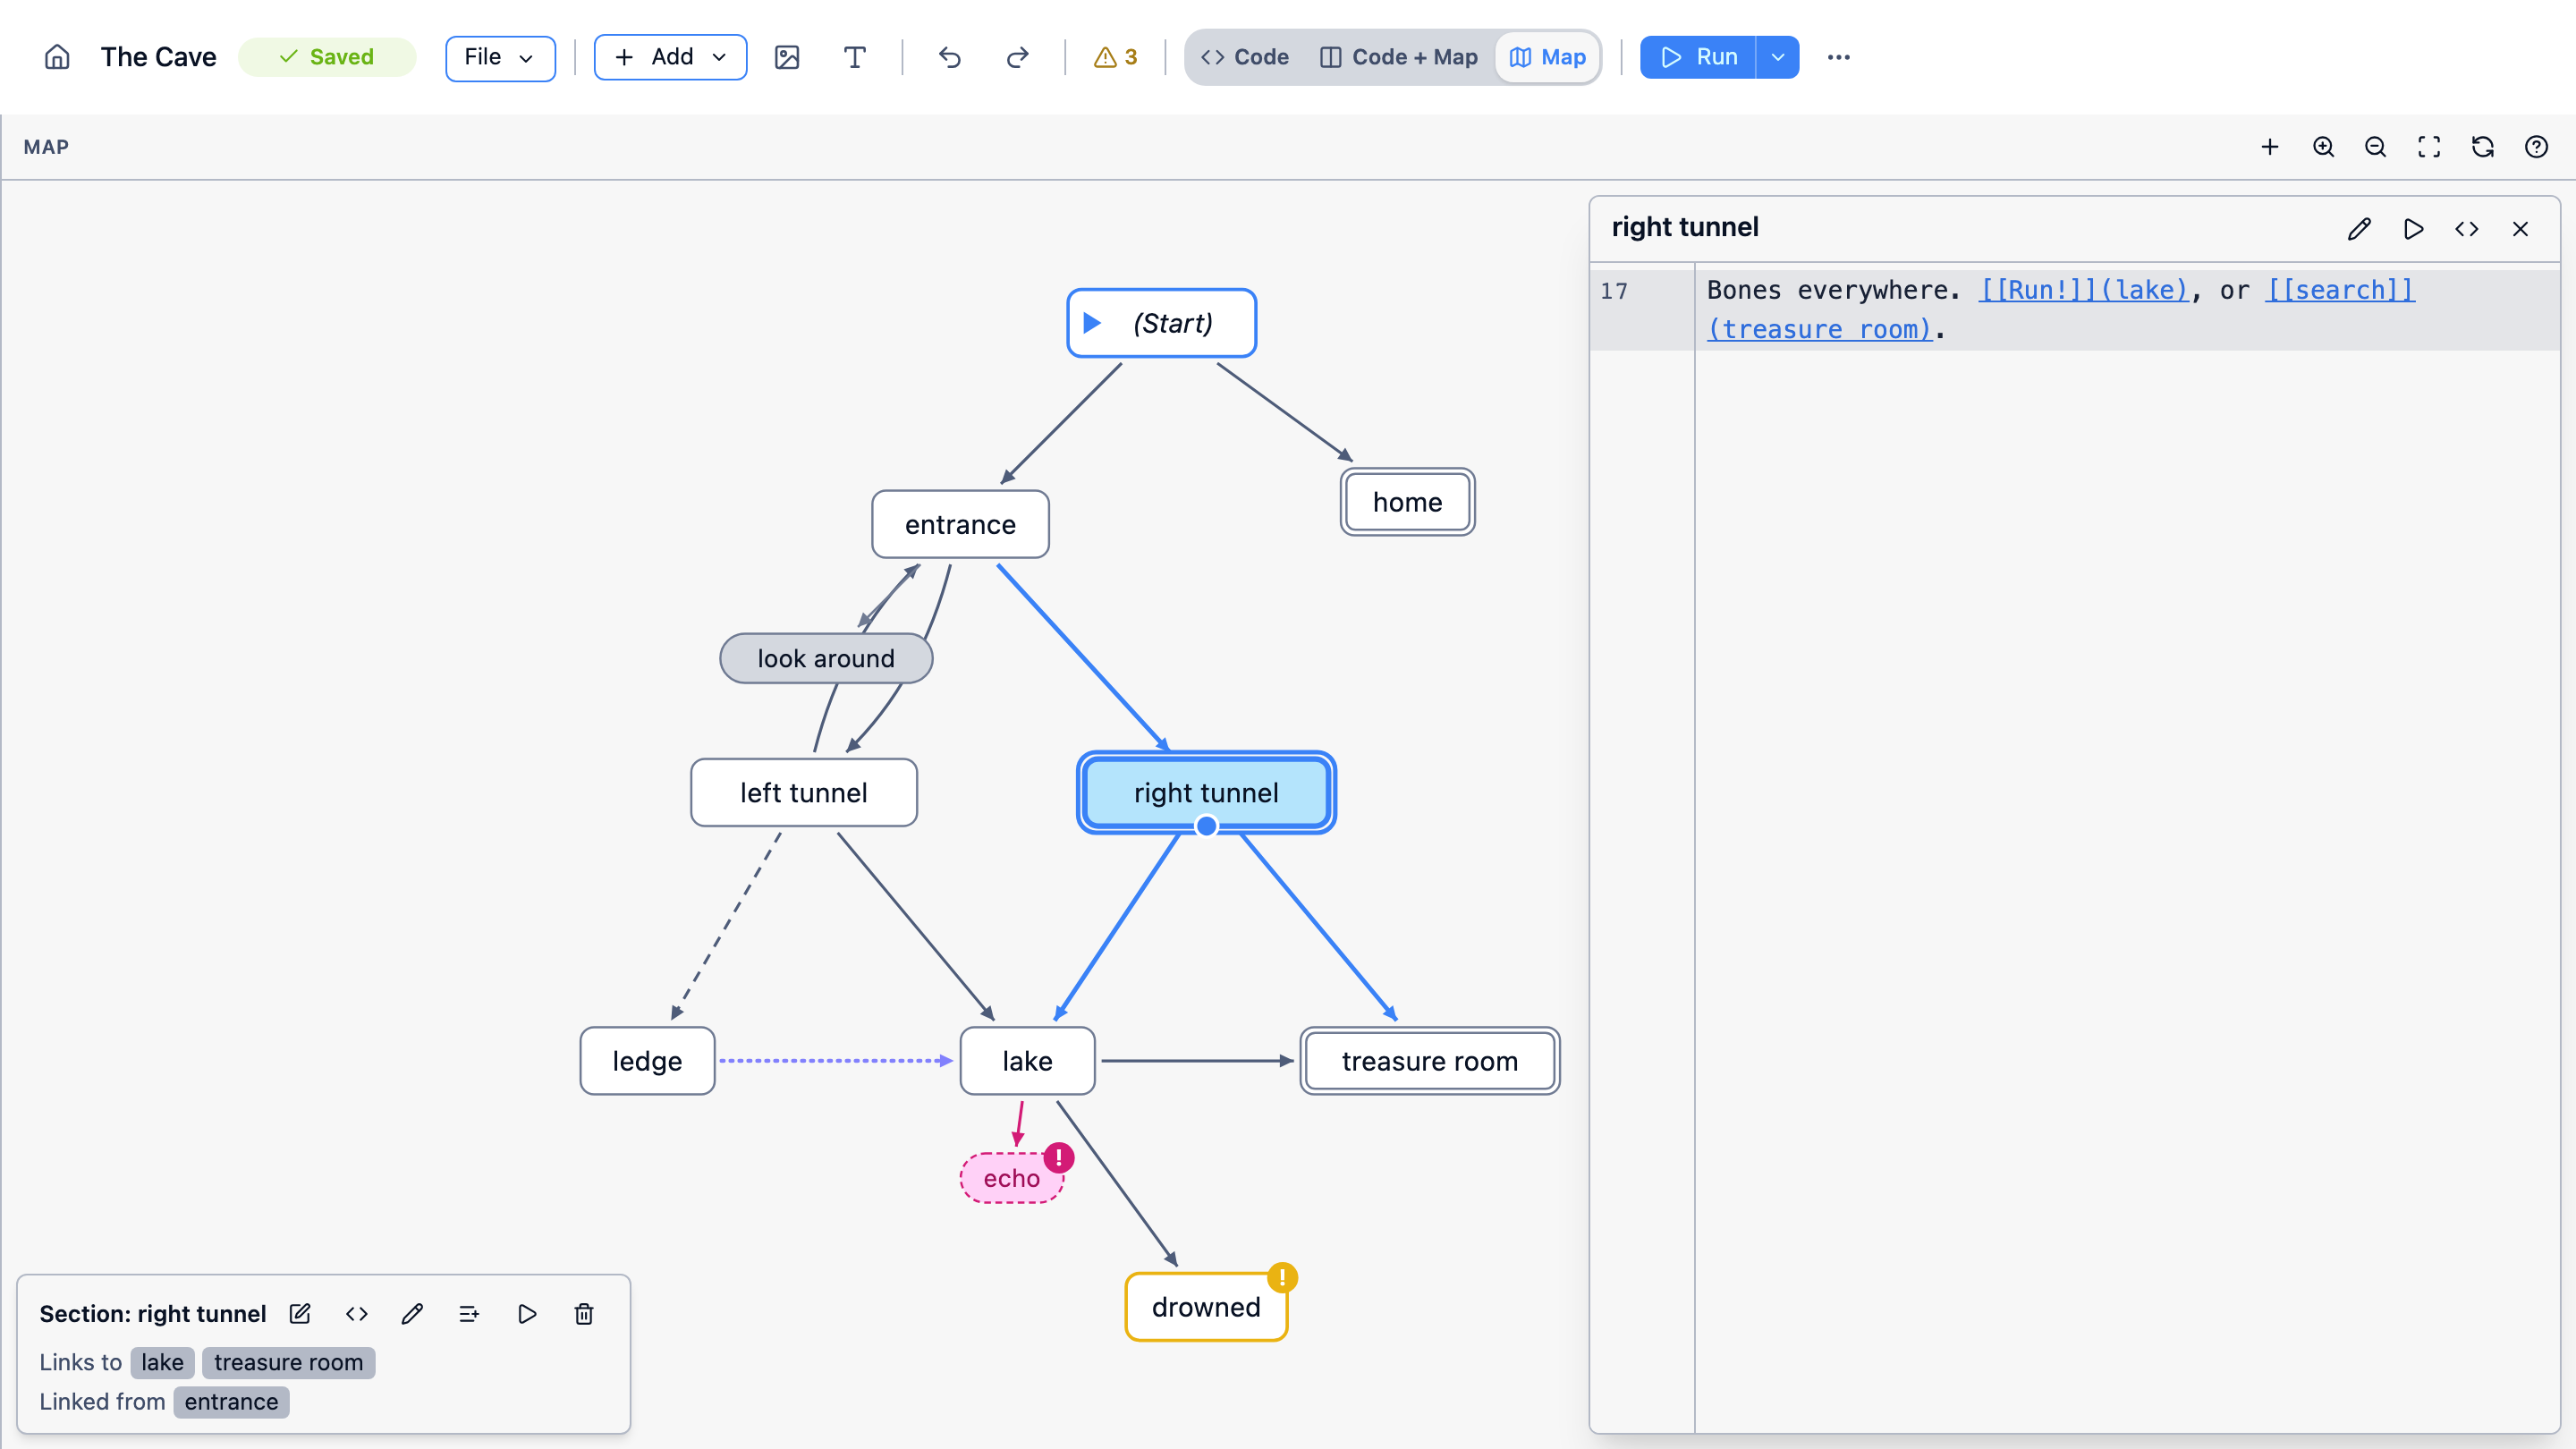 The Cave
Saved
File
Add
3
Code
Code + Map
Map
Run
MAP
right tunnel
17
Bones everywhere. [[Run!]](lake), or [[search]]
(treasure room).
(Start)
entrance
home
look around
left tunnel
right tunnel
ledge
lake
treasure room
echo
!
drowned
!
Section: right tunnel
Links to lake treasure room
Linked from entrance